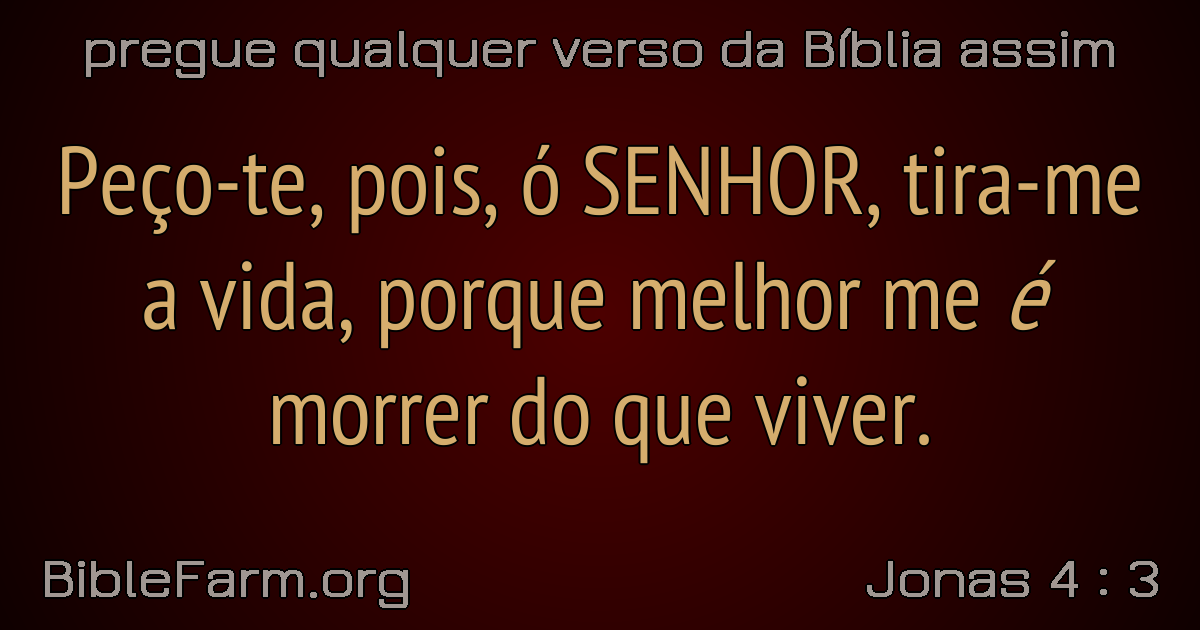 pregue qualquer verso da Bíblia assim
Peço-te, pois, ó SENHOR, tira-me
a vida, porque melhor me é
morrer do que viver.
BibleFarm.org
Jonas 4 : 3